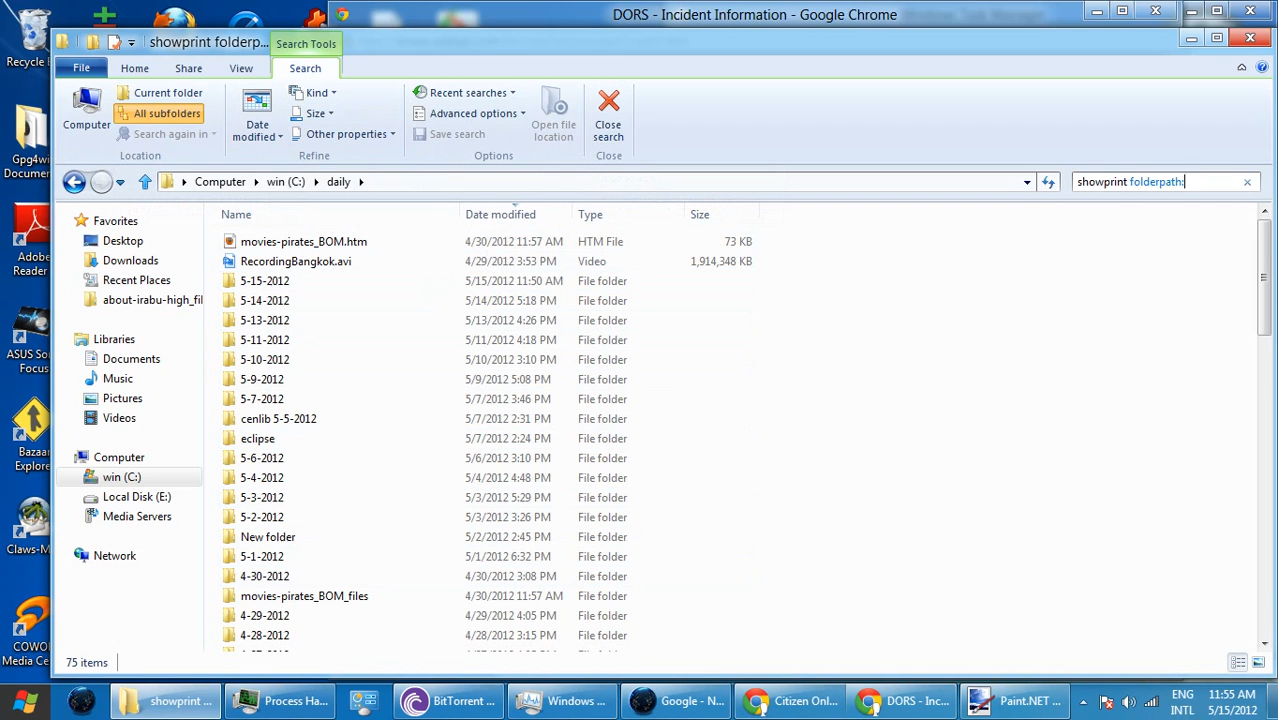 DORS - Incident Information - Google Chrome
showprint folderp...
Search Tools
File
Home
Share
View
Search
Computer
Current folder
All subfolders
Search again in
Location
Date modified
Kind
Size
Other properties
Refine
Recent searches
Advanced options
Save search
Options
Open file location
Close search
Close
Computer
win (C:)
daily
showprint folderpath:
Name Date modified Type Size
movies-pirates_BOM.htm 4/30/2012 11:57 AM HTM File 73 KB
RecordingBangkok.avi 4/29/2012 3:53 PM Video 1,914,348 KB
5-15-2012 5/15/2012 11:50 AM File folder
5-14-2012 5/14/2012 5:18 PM File folder
5-13-2012 5/13/2012 4:26 PM File folder
5-11-2012 5/11/2012 4:18 PM File folder
5-10-2012 5/10/2012 3:10 PM File folder
5-9-2012 5/9/2012 5:08 PM File folder
5-7-2012 5/7/2012 3:46 PM File folder
cenlib 5-5-2012 5/7/2012 2:31 PM File folder
eclipse 5/7/2012 2:24 PM File folder
5-6-2012 5/6/2012 3:10 PM File folder
5-4-2012 5/4/2012 4:48 PM File folder
5-3-2012 5/3/2012 5:29 PM File folder
5-2-2012 5/3/2012 3:26 PM File folder
New folder 5/2/2012 2:45 PM File folder
5-1-2012 5/1/2012 6:32 PM File folder
4-30-2012 4/30/2012 3:08 PM File folder
movies-pirates_BOM_files 4/30/2012 11:57 AM File folder
4-29-2012 4/29/2012 4:05 PM File folder
4-28-2012 4/28/2012 3:15 PM File folder
Favorites
Desktop
Downloads
Recent Places
about-irabu-high_fil
Libraries
Documents
Music
Pictures
Videos
Computer
win (C:)
Local Disk (E:)
Media Servers
Network
75 items
Recycle
Gpg4wi
Docume
Adobe
Reader
ASUS So
Focus
Bazaa
Explore
Claws-M
COWO
Media Ce
showprint ...
Process Ha...
BitTorrent ...
Windows ...
Google - N...
Citizen Onl...
DORS - Inc...
Paint.NET ...
ENG
INTL
11:55 AM
5/15/2012